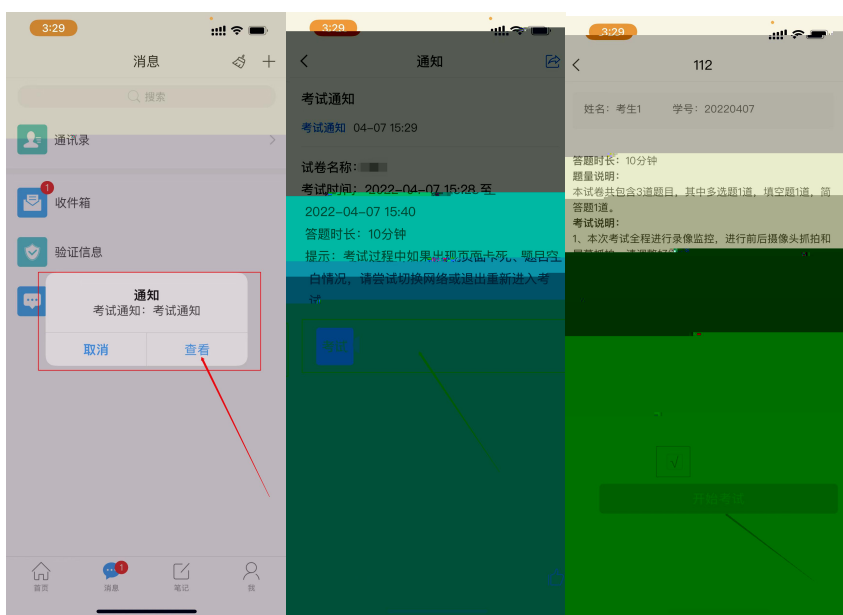 3:29
消息
搜索
通讯录
1
收件箱
验证信息
通知
考试通知：考试通知
取消
查看
首页
1
消息
笔记
我
3:29
通知
考试通知
考试通知 04-07 15:29
试卷名称：
考试时间：2022-04-07 15:28 至
2022-04-07 15:40
答题时长：10分钟
提示：考试过程中如果出现页面卡死、题目空
白情况，请尝试切换网络或退出重新进入考
试。
3:29
112
姓名：考生1 学号：20220407
答题时长：10分钟
题量说明：
本试卷共包含3道题目，其中多选题1道，填空题1道，简
答题1道。
考试说明：
1、本次考试全程进行录像监控，进行前后摄像头抓拍和
开始考试